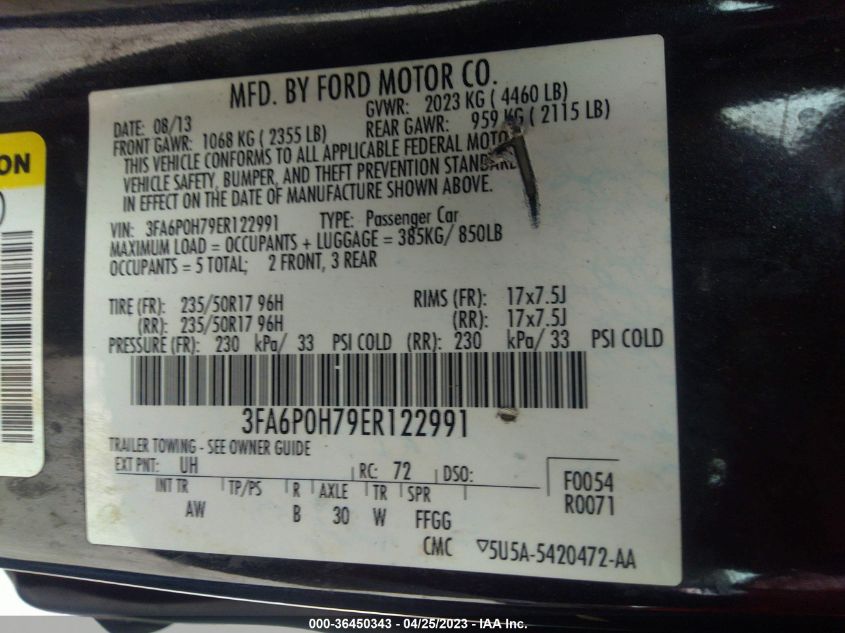 MFD. BY FORD MOTOR CO.
DATE: 08/13 GVWR: 2023 KG ( 4460 LB)
FRONT GAWR: 1068 KG ( 2355 LB) REAR GAWR: 959 KG ( 2115 LB)
THIS VEHICLE CONFORMS TO ALL APPLICABLE FEDERAL MOTOR
VEHICLE SAFETY, BUMPER, AND THEFT PREVENTION STANDARDS
IN EFFECT ON THE DATE OF MANUFACTURE SHOWN ABOVE.
VIN: 3FA6P0H79ER122991 TYPE: Passenger Car
MAXIMUM LOAD = OCCUPANTS + LUGGAGE = 385KG/ 850LB
OCCUPANTS = 5 TOTAL; 2 FRONT, 3 REAR
TIRE (FR): 235/50R17 96H RIMS (FR): 17x7.5J
(RR): 235/50R17 96H (RR): 17x7.5J
PRESSURE (FR): 230 kPa/ 33 PSI COLD (RR): 230 kPa/ 33 PSI COLD
3FA6P0H79ER122991
TRAILER TOWING - SEE OWNER GUIDE
EXT PNT: UH RC: 72 DSO:
F0054
R0071
INT TR TP/PS R AXLE TR SPR
AW B 30 W FFGG
CMC ▽5U5A-5420472-AA
ON
000-36450343 - 04/25/2023 - IAA Inc.